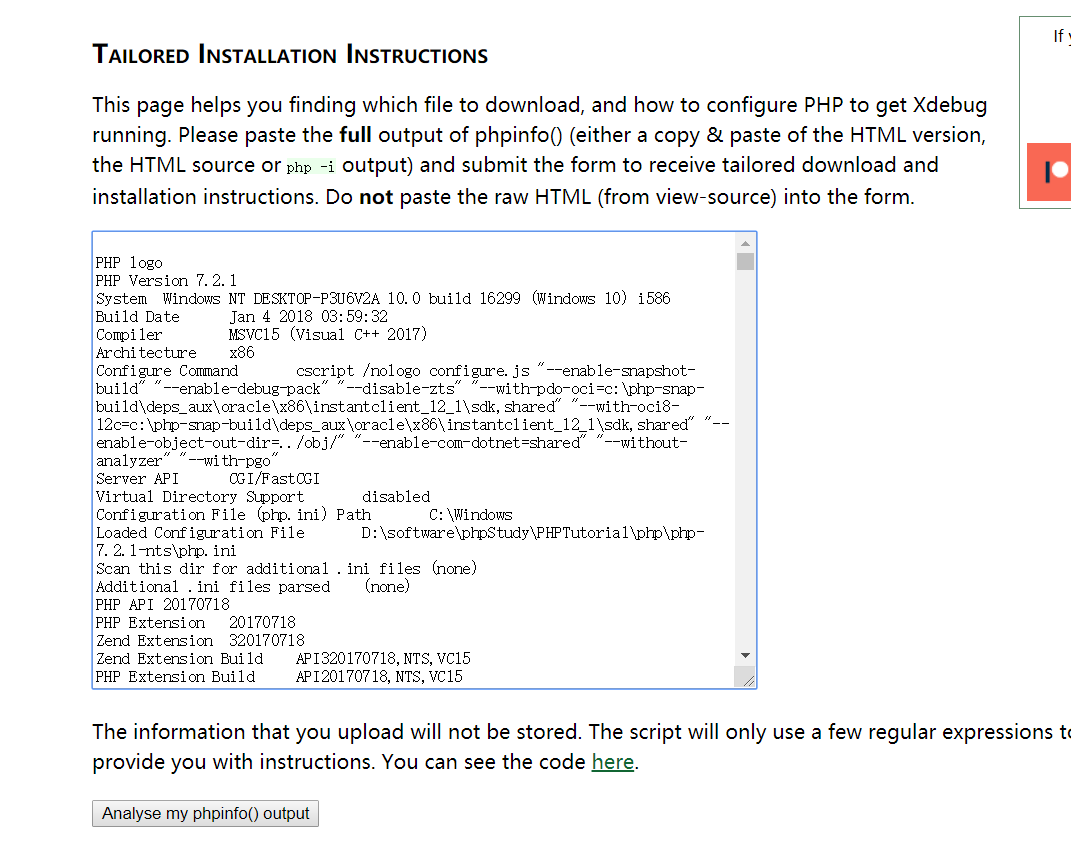 TAILORED INSTALLATION INSTRUCTIONS
If y
This page helps you finding which file to download, and how to configure PHP to get Xdebug
running. Please paste the full output of phpinfo() (either a copy & paste of the HTML version,
the HTML source or php -i output) and submit the form to receive tailored download and
installation instructions. Do not paste the raw HTML (from view-source) into the form.
PHP logo
PHP Version 7.2.1
System Windows NT DESKTOP-P3U6V2A 10.0 build 16299 (Windows 10) i586
Build Date Jan 4 2018 03:59:32
Compiler MSVC15 (Visual C++ 2017)
Architecture x86
Configure Command cscript /nologo configure.js "--enable-snapshot-
build" "--enable-debug-pack" "--disable-zts" "--with-pdo-oci=c:\php-snap-
build\deps_aux\oracle\x86\instantclient_12_1\sdk,shared" "--with-oci8-
12c=c:\php-snap-build\deps_aux\oracle\x86\instantclient_12_1\sdk,shared" "--
enable-object-out-dir=../obj/" "--enable-com-dotnet=shared" "--without-
analyzer" "--with-pgo"
Server API CGI/FastCGI
Virtual Directory Support disabled
Configuration File (php.ini) Path C:\Windows
Loaded Configuration File D:\software\phpStudy\PHPTutorial\php\php-
7.2.1-nts\php.ini
Scan this dir for additional .ini files (none)
Additional .ini files parsed (none)
PHP API 20170718
PHP Extension 20170718
Zend Extension 320170718
Zend Extension Build API320170718,NTS,VC15
PHP Extension Build API20170718,NTS,VC15
The information that you upload will not be stored. The script will only use a few regular expressions to
provide you with instructions. You can see the code here.
Analyse my phpinfo() output